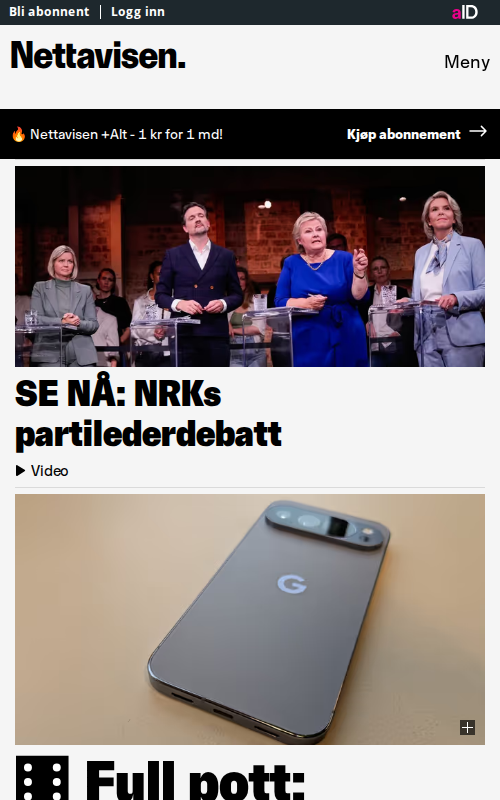 Bli abonnent
Logg inn
aID
Nettavisen.
Meny
🔥 Nettavisen +Alt - 1 kr for 1 md!
Kjøp abonnement →
SE NÅ: NRKs
partilederdebatt
Video
G
Full pott: